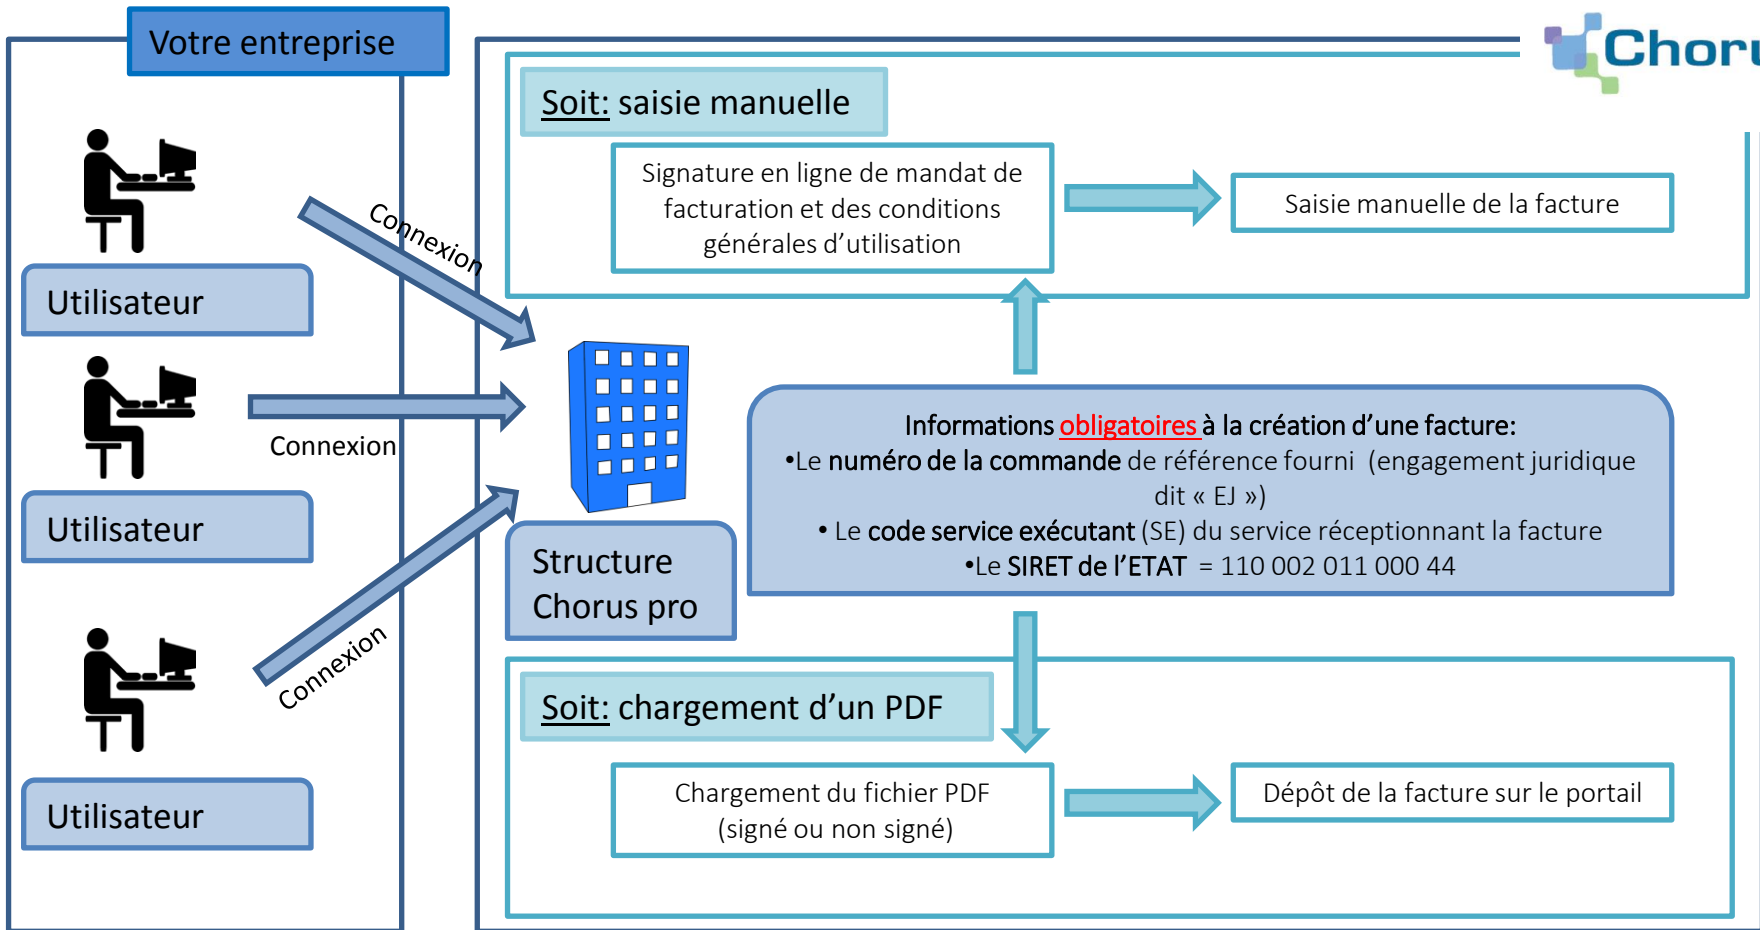 Votre entreprise
Choru
Soit: saisie manuelle
Signature en ligne de mandat de
facturation et des conditions
générales d’utilisation
Saisie manuelle de la facture
Connexion
Utilisateur
Connexion
Utilisateur
Informations obligatoires à la création d’une facture:
•Le numéro de la commande de référence fourni (engagement juridique
dit « EJ »)
• Le code service exécutant (SE) du service réceptionnant la facture
•Le SIRET de l’ETAT = 110 002 011 000 44
Structure
Chorus pro
Connexion
Utilisateur
Soit: chargement d’un PDF
Chargement du fichier PDF
(signé ou non signé)
Dépôt de la facture sur le portail